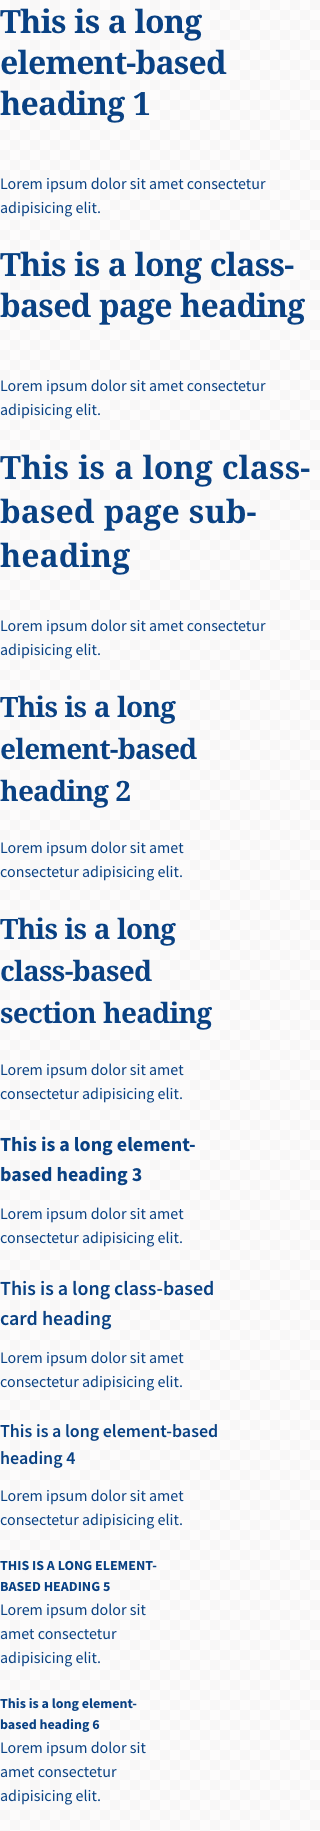 This is a long
element-based
heading 1
Lorem ipsum dolor sit amet consectetur
adipisicing elit.
This is a long class-
based page heading
Lorem ipsum dolor sit amet consectetur
adipisicing elit.
This is a long class-
based page sub-
heading
Lorem ipsum dolor sit amet consectetur
adipisicing elit.
This is a long
element-based
heading 2
Lorem ipsum dolor sit amet
consectetur adipisicing elit.
This is a long
class-based
section heading
Lorem ipsum dolor sit amet
consectetur adipisicing elit.
This is a long element-
based heading 3
Lorem ipsum dolor sit amet
consectetur adipisicing elit.
This is a long class-based
card heading
Lorem ipsum dolor sit amet
consectetur adipisicing elit.
This is a long element-based
heading 4
Lorem ipsum dolor sit amet
consectetur adipisicing elit.
THIS IS A LONG ELEMENT-
BASED HEADING 5
Lorem ipsum dolor sit
amet consectetur
adipisicing elit.
This is a long element-
based heading 6
Lorem ipsum dolor sit
amet consectetur
adipisicing elit.